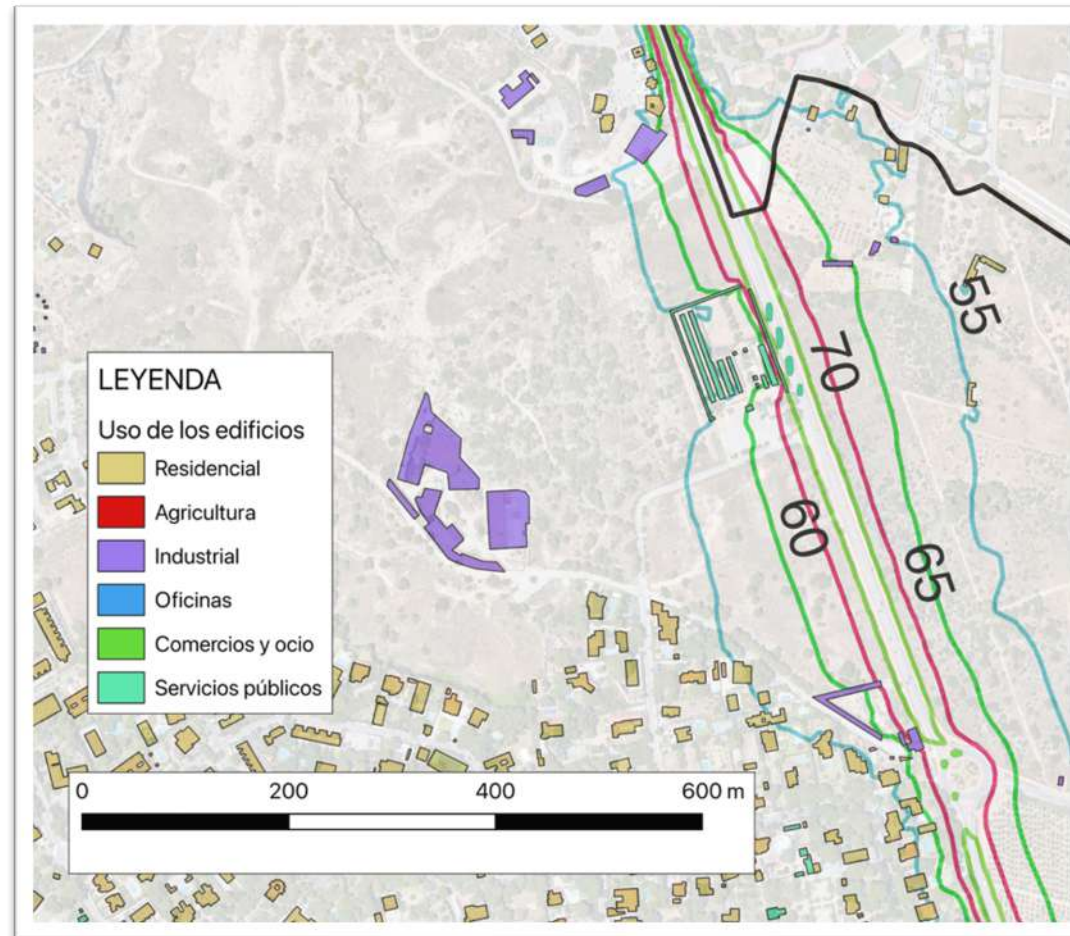 55
70
60
65
LEYENDA
Uso de los edificios
Residencial
Agricultura
Industrial
Oficinas
Comercios y ocio
Servicios públicos
0 200 400 600 m